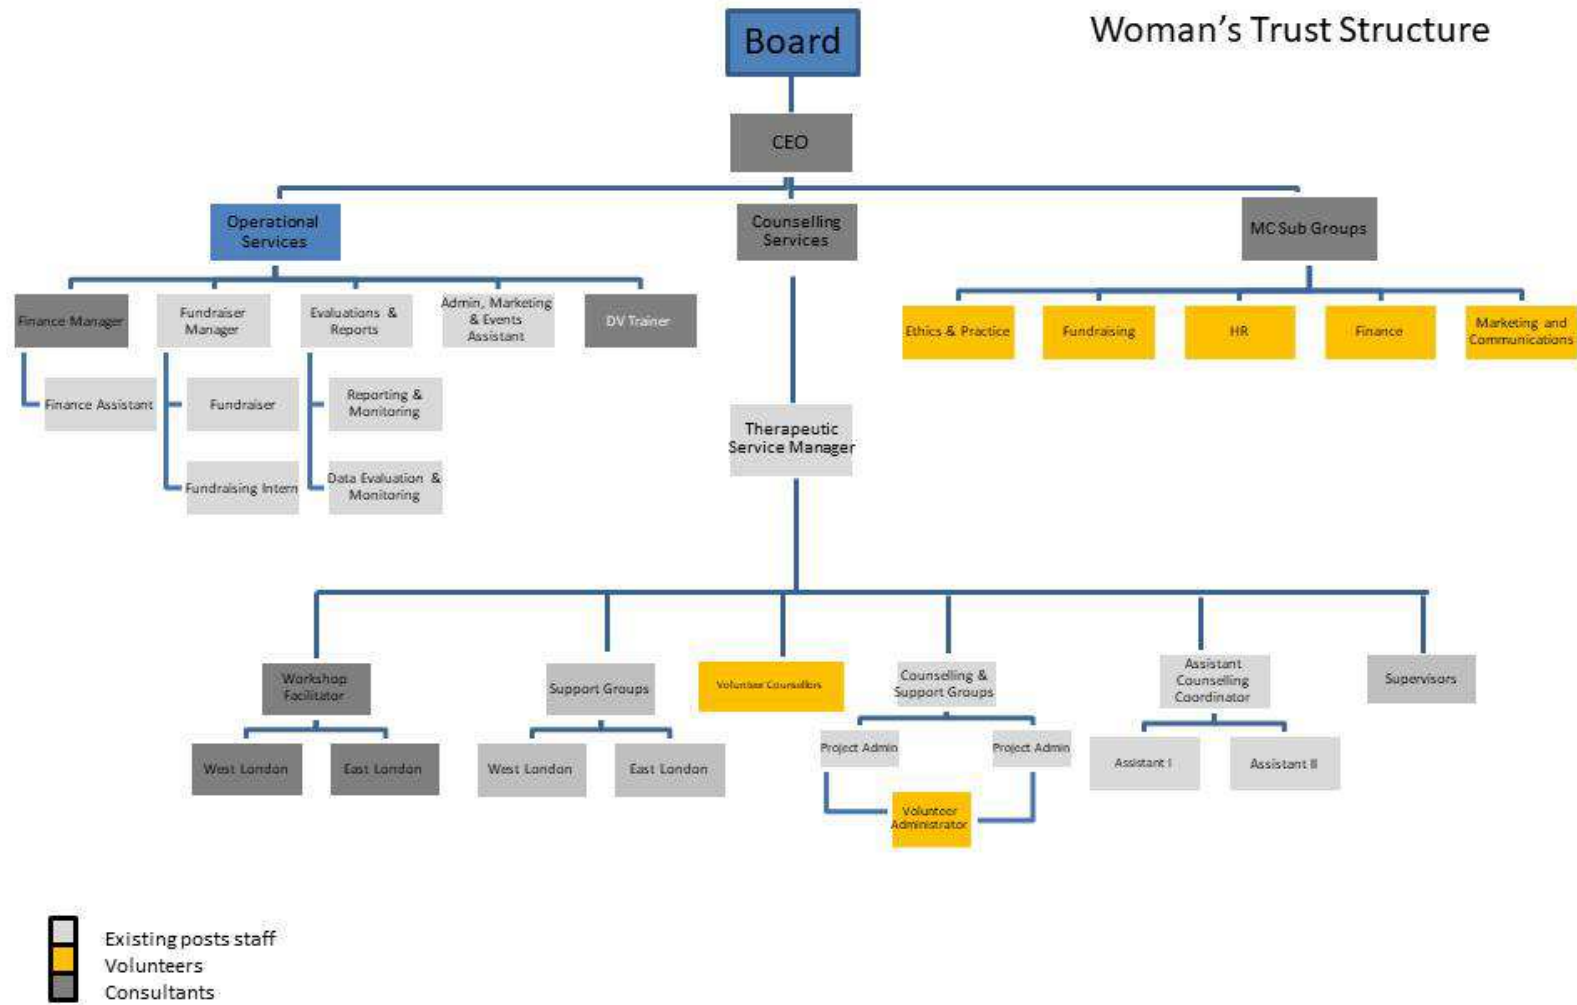 Woman's Trust Structure
Board
CEO
Operational
Services
Counselling
Services
MC Sub Groups
Finance Manager
Fundraiser
Manager
Evaluations &
Reports
Admin, Marketing
& Events
Assistant
DV Trainer
Ethics & Practice
Fundraising
HR
Finance
Marketing and
Communications
Finance Assistant
Fundraiser
Reporting &
Monitoring
Fundraising Intern
Data Evaluation &
Monitoring
Therapeutic
Service Manager
Workshop
Facilitator
Support Groups
Volunteer Counsellors
Counselling &
Support Groups
Assistant
Counselling
Coordinator
Supervisors
West London
East London
West London
East London
Project Admin
Project Admin
Assistant I
Assistant II
Volunteer
Administrator
Existing posts staff
Volunteers
Consultants